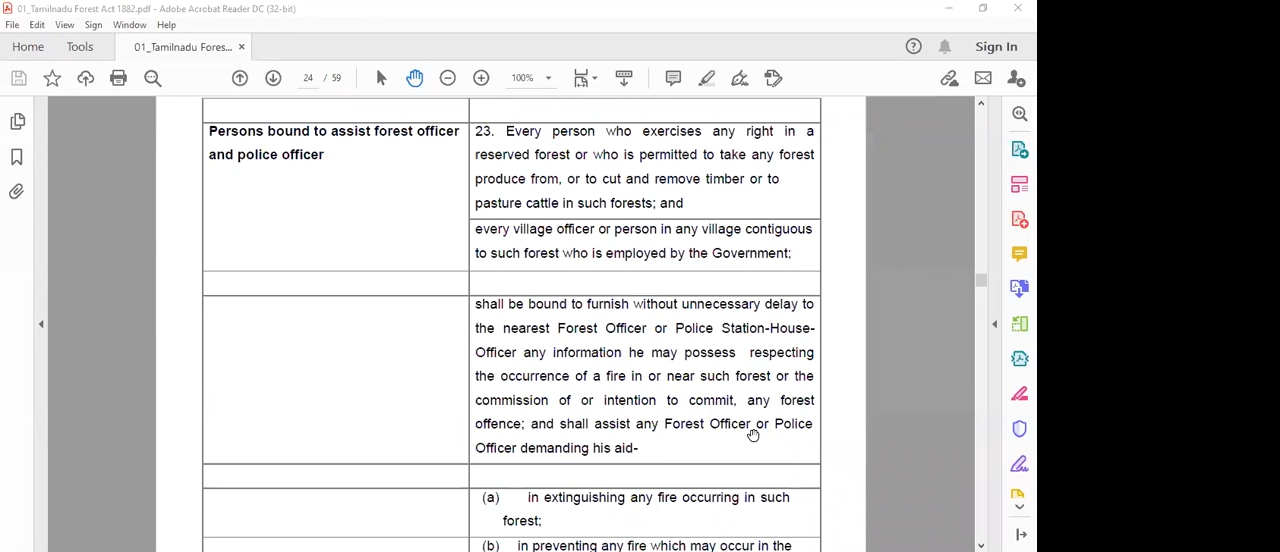 01_Tamilnadu Forest Act 1882.pdf - Adobe Acrobat Reader DC (32-bit)
File Edit View Sign Window Help
Home Tools 01_Tamilnadu Fores... × Sign In
24 / 59 100%
Persons bound to assist forest officer
and police officer
23. Every person who exercises any right in a
reserved forest or who is permitted to take any forest
produce from, or to cut and remove timber or to
pasture cattle in such forests; and
every village officer or person in any village contiguous
to such forest who is employed by the Government;
shall be bound to furnish without unnecessary delay to
the nearest Forest Officer or Police Station-House-
Officer any information he may possess respecting
the occurrence of a fire in or near such forest or the
commission of or intention to commit, any forest
offence; and shall assist any Forest Officer or Police
Officer demanding his aid-
(a) in extinguishing any fire occurring in such
forest;
(b) in preventing any fire which may occur in the